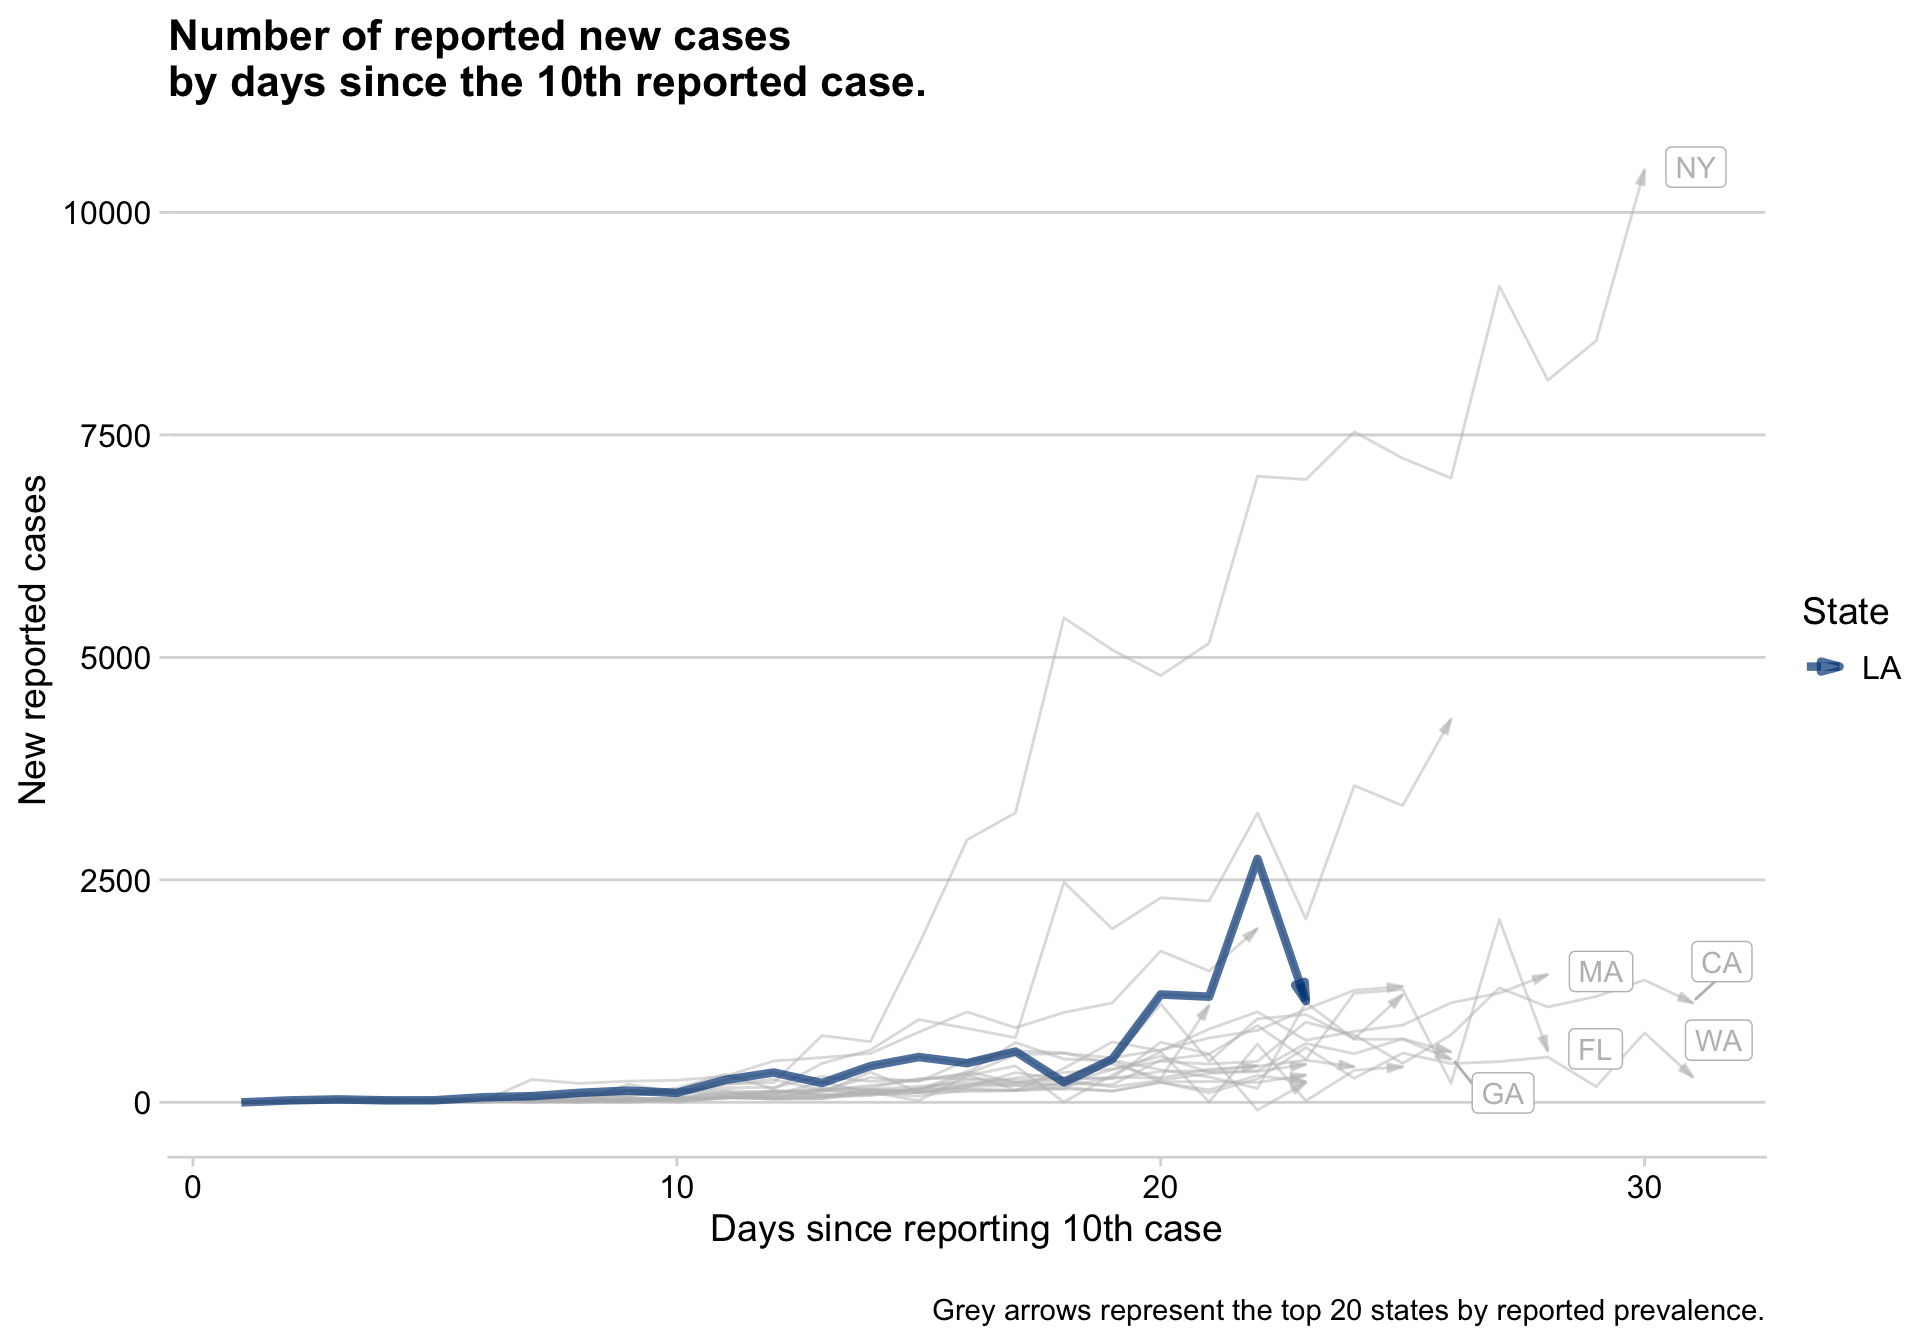 Number of reported new cases
by days since the 10th reported case.
New reported cases
10000
7500
5000
2500
0
NY
MA
CA
FL
WA
GA
State
LA
0
10
20
30
Days since reporting 10th case
Grey arrows represent the top 20 states by reported prevalence.